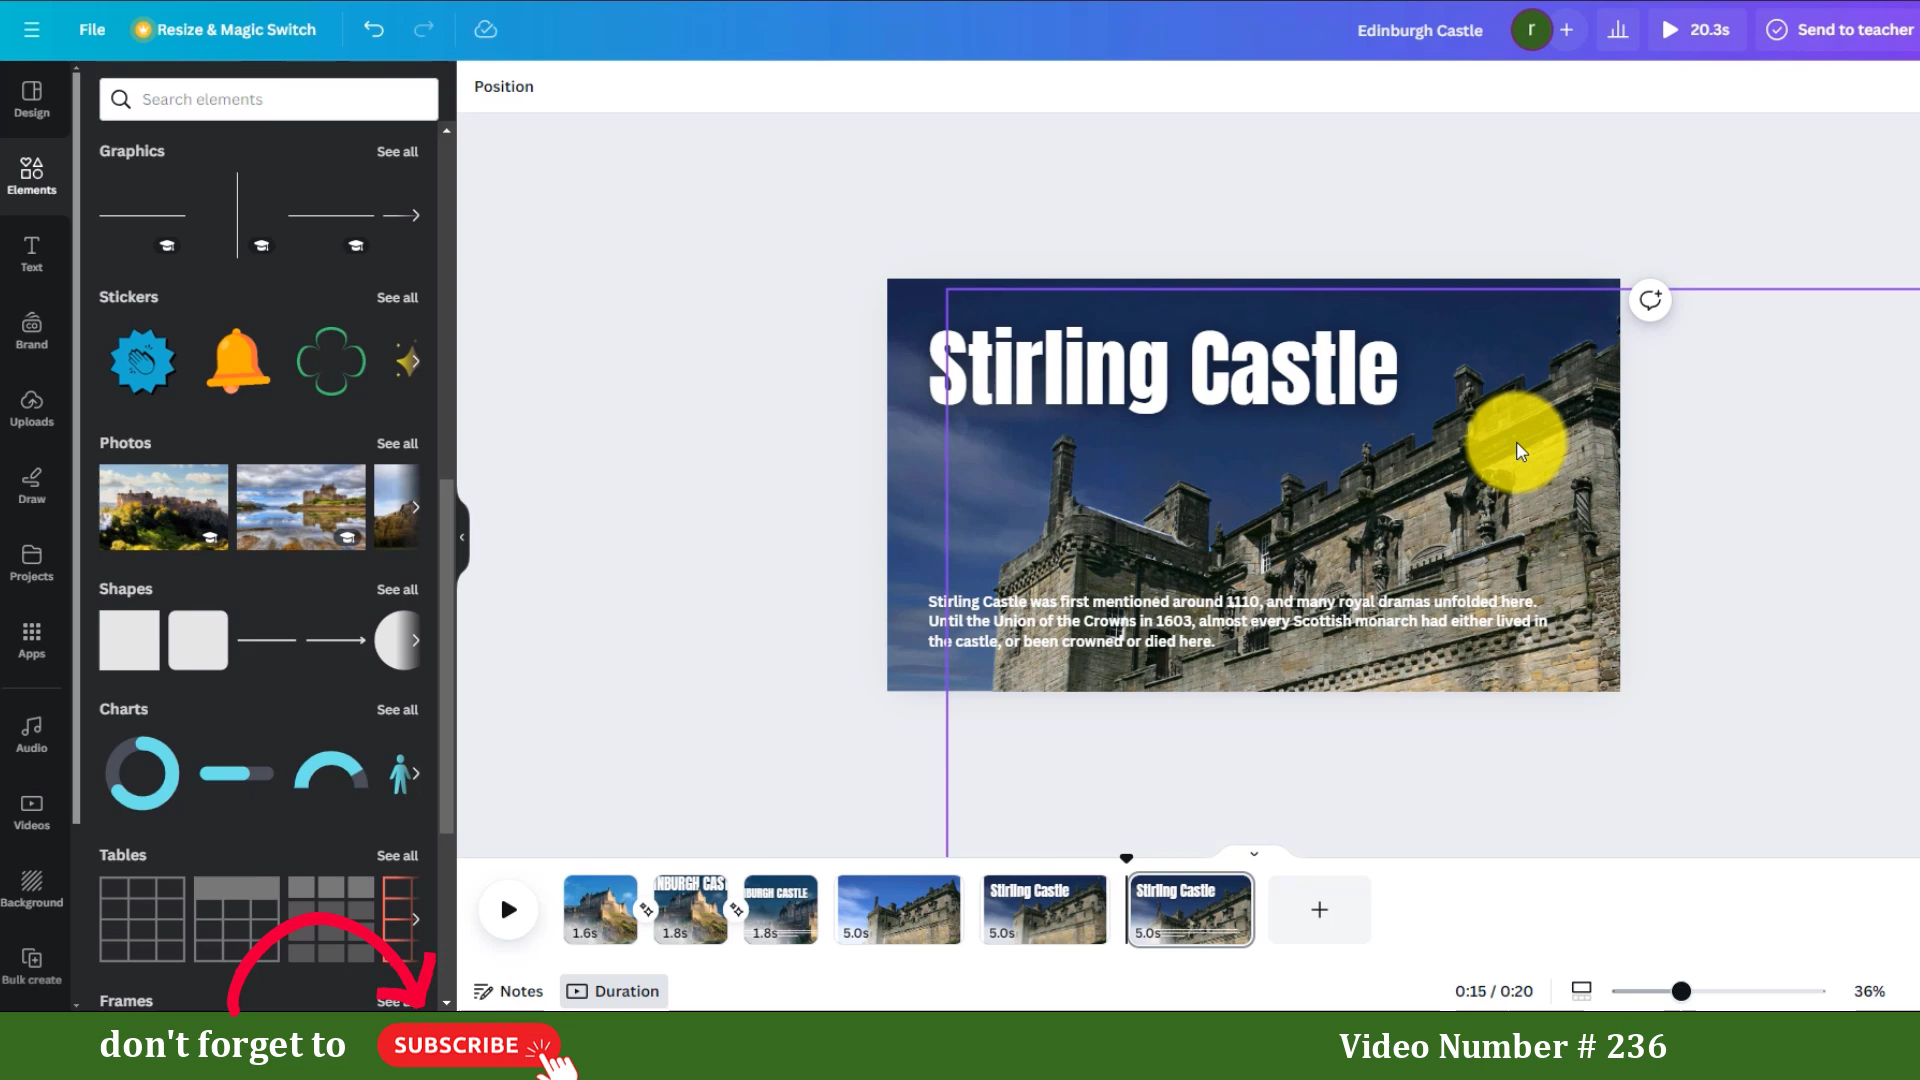 File
Resize & Magic Switch
Edinburgh Castle
r
20.3s
Send to teacher
Design
Elements
Text
Brand
Uploads
Draw
Projects
Apps
Audio
Videos
Background
Bulk create
Search elements
Graphics
See all
Stickers
See all
Photos
See all
Shapes
See all
Charts
See all
Tables
See all
Frames
Position
Stirling Castle
Stirling Castle was first mentioned around 1110, and many royal dramas unfolded here.
Until the Union of the Crowns in 1603, almost every Scottish monarch had either lived in
the castle, or been crowned or died here.
1.6s
1.8s
BURGH CASTLE
1.8s
5.0s
Stirling Castle
5.0s
Stirling Castle
5.0s
Notes
Duration
0:15 / 0:20
36%
don't forget to
SUBSCRIBE
Video Number # 236